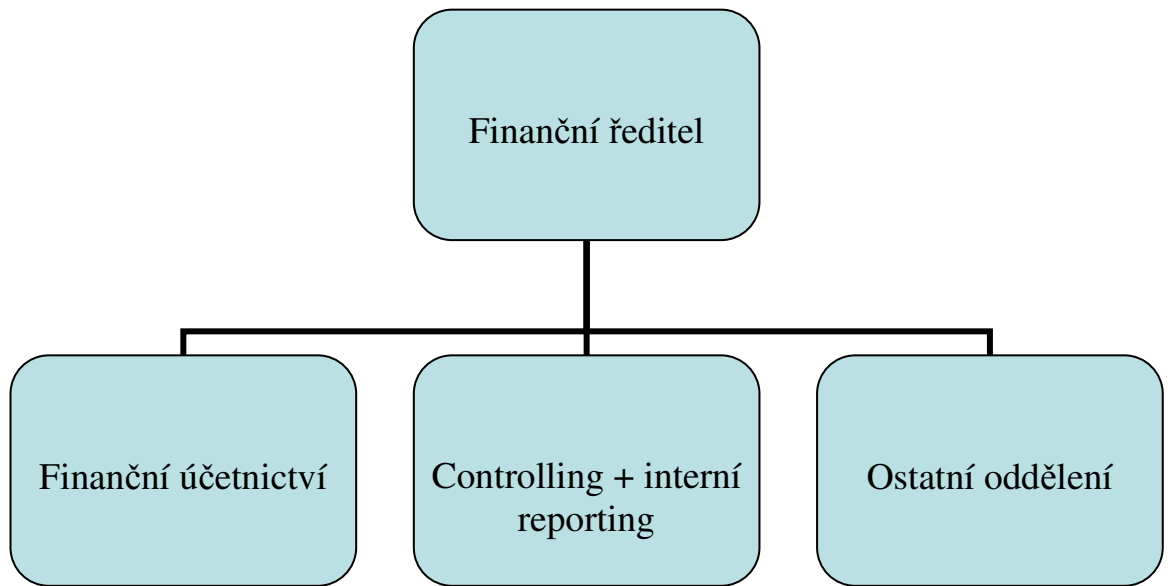 Finanční ředitel
Finanční účetnictví
Controlling + interní
reporting
Ostatní oddělení